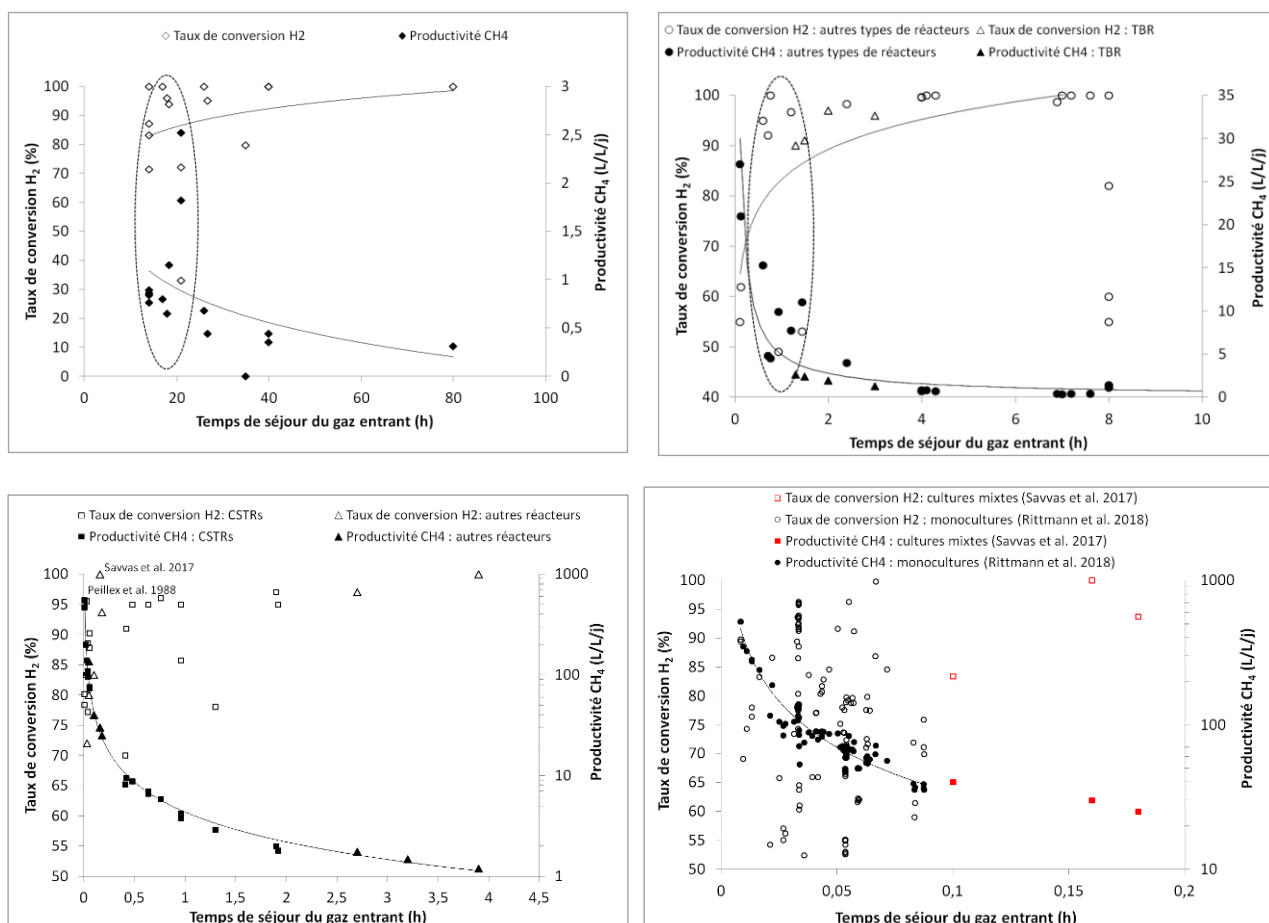 ◇ Taux de conversion H2 ◆ Productivité CH4
100
90
80
70
60
50
40
30
20
10
0
Taux de conversion H2 (%)
3
2,5
2
1,5
1
0,5
0
Productivité CH4 (L/L/j)
0 20 40 60 80 100
Temps de séjour du gaz entrant (h)
○ Taux de conversion H2 : autres types de réacteurs △ Taux de conversion H2 : TBR
● Productivité CH4 : autres types de réacteurs ▲ Productivité CH4 : TBR
100
90
80
70
60
50
40
Taux de conversion H2 (%)
35
30
25
20
15
10
5
0
Productivité CH4 (L/L/j)
0 2 4 6 8 10
Temps de séjour du gaz entrant (h)
□ Taux de conversion H2: CSTRs △ Taux de conversion H2: autres réacteurs
■ Productivité CH4 : CSTRs ▲ Productivité CH4 : autres réacteurs
Savvas et al. 2017
Peillex et al. 1988
100
95
90
85
80
75
70
65
60
55
50
Taux de conversion H2 (%)
1000
100
10
1
Productivité CH4 (L/L/j)
0 0,5 1 1,5 2 2,5 3 3,5 4 4,5
Temps de séjour du gaz entrant (h)
□ Taux de conversion H2: cultures mixtes (Savvas et al. 2017)
○ Taux de conversion H2 : monocultures (Rittmann et al. 2018)
■ Productivité CH4 : cultures mixtes (Savvas et al. 2017)
● Productivité CH4 : monocultures (Rittmann et al. 2018)
100
95
90
85
80
75
70
65
60
55
50
Taux de conversion H2 (%)
1000
100
10
Productivité CH4 (L/L/j)
0 0,05 0,1 0,15 0,2
Temps de séjour du gaz entrant (h)